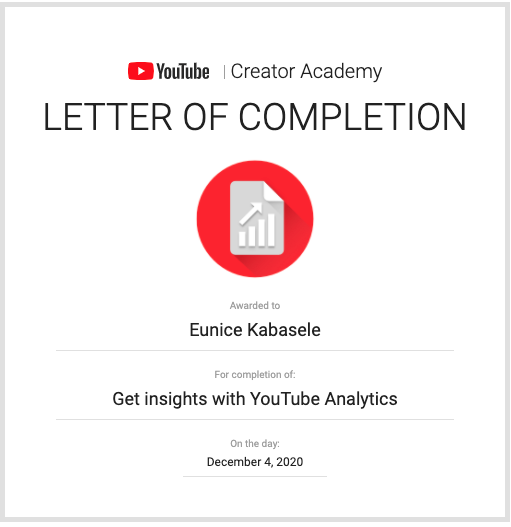 YouTube | Creator Academy
LETTER OF COMPLETION
Awarded to
Eunice Kabasele
For completion of:
Get insights with YouTube Analytics
On the day:
December 4, 2020